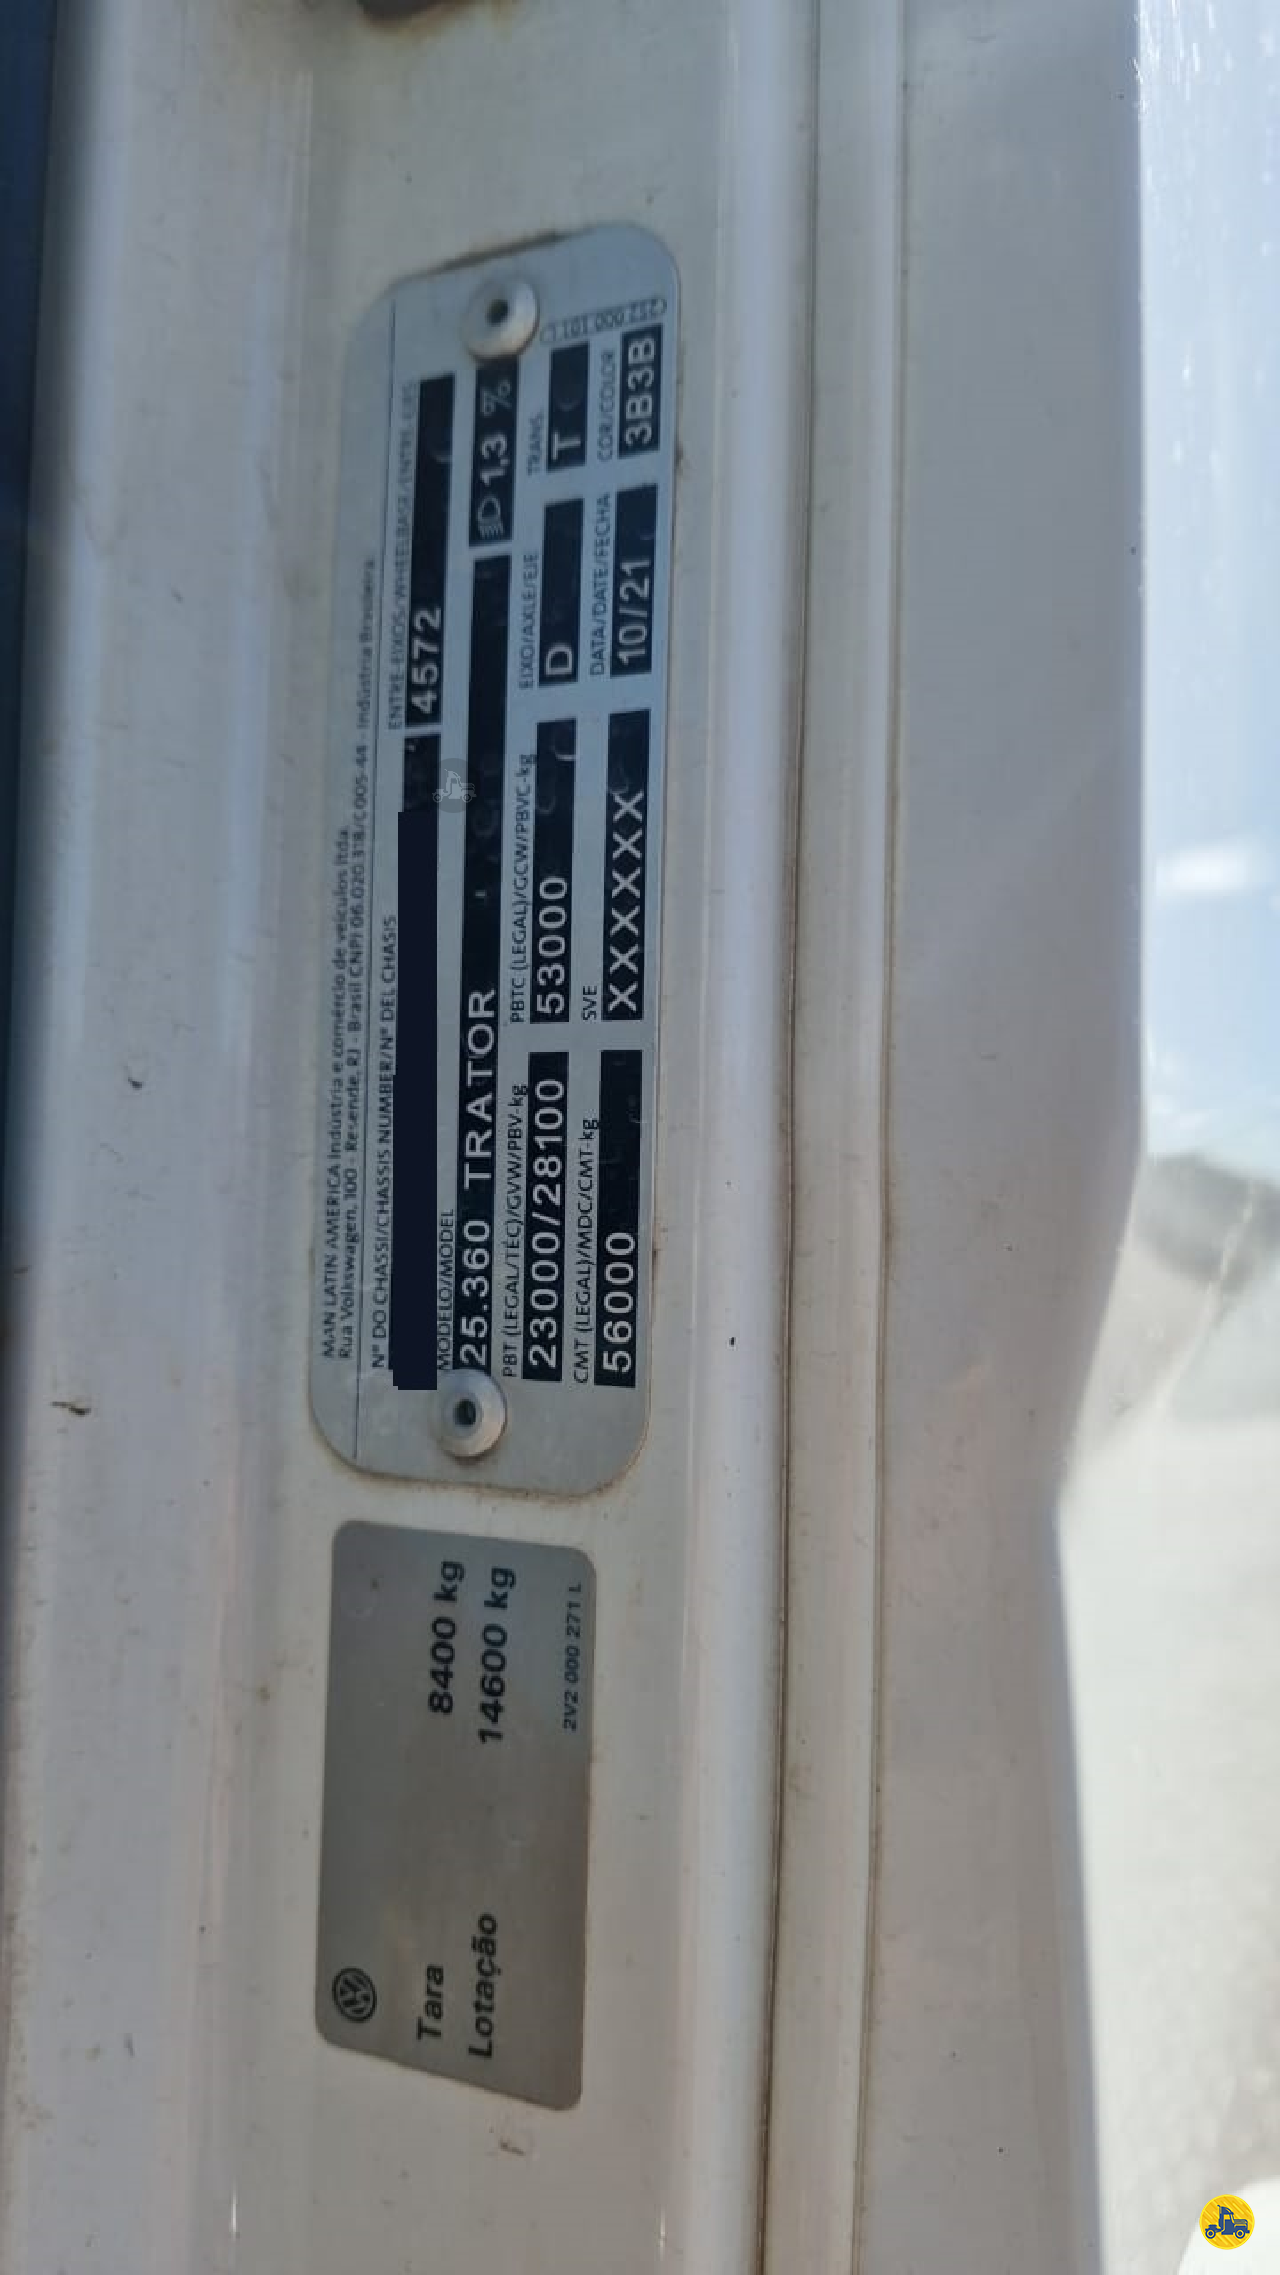 MAN LATIN AMERICA Indústria e comércio de veículos ltda.
Rua Volkswagen, 100 - Resende, RJ - Brasil CNPJ 06.020.318/0005-44 - Indústria Brasileira.
Nº DO CHASSI/CHASSIS NUMBER/Nº DEL CHASIS
ENTRE-EIXOS/WHEELBASE/ENTRE EJES
4572
MODELO/MODEL
25.360 TRATOR
1,3 %
PBT (LEGAL/TÉC)/GVW/PBV-kg
PBTC (LEGAL)/GCW/PBVC-kg
EIXO/AXLE/EJE
TRANS.
23000/28100
53000
D
T
CMT (LEGAL)/MDC/CMT-kg
SVE
DATA/DATE/FECHA
COR/COLOR
56000
XXXXXX
10/21
3B3B
Tara 8400 kg
Lotação 14600 kg
2V2 000 271 L